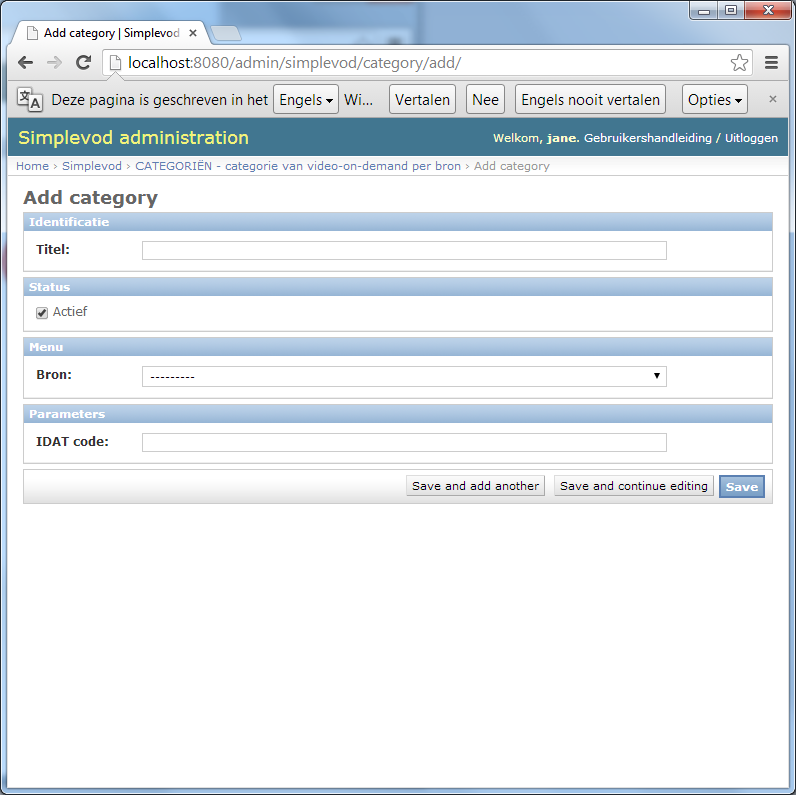 Add category | Simplevod
localhost:8080/admin/simplevod/category/add/
Deze pagina is geschreven in het Engels Wi... Vertalen Nee Engels nooit vertalen Opties
Simplevod administration Welkom, jane. Gebruikershandleiding / Uitloggen
Home › Simplevod › CATEGORIËN - categorie van video-on-demand per bron › Add category
Add category
Identificatie
Titel:
Status
Actief
Menu
Bron: ---------
Parameters
IDAT code:
Save and add another Save and continue editing Save